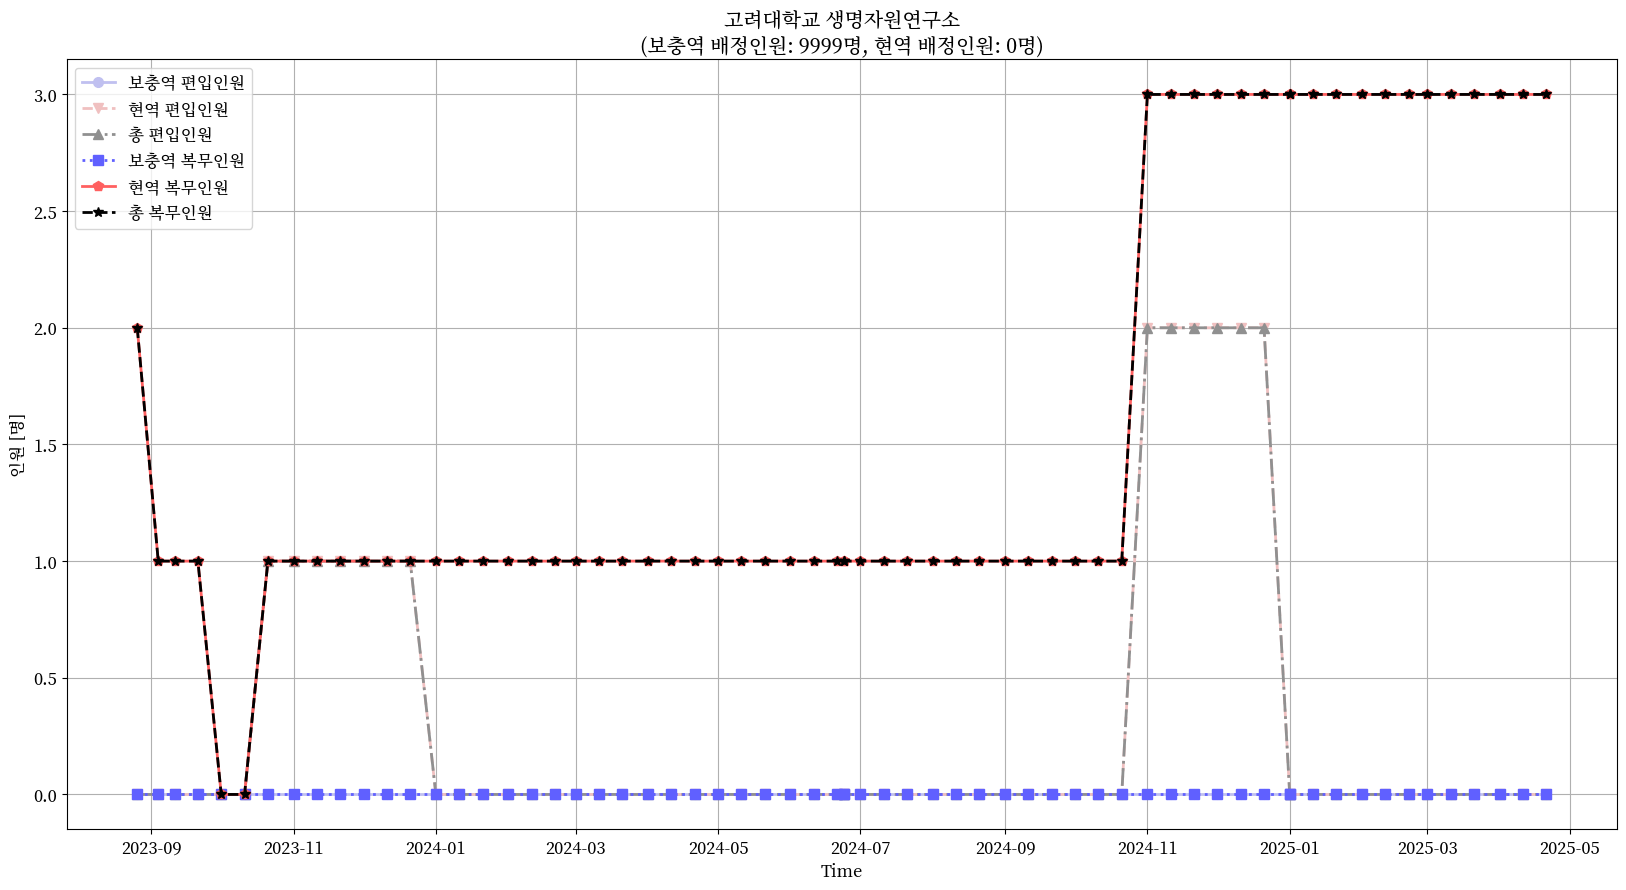 고려대학교 생명자원연구소
(보충역 배정인원: 9999명, 현역 배정인원: 0명)
보충역 편입인원
현역 편입인원
총 편입인원
보충역 복무인원
현역 복무인원
총 복무인원
3.0
2.5
2.0
1.5
1.0
0.5
0.0
인원 [명]
2023-09
2023-11
2024-01
2024-03
2024-05
2024-07
2024-09
2024-11
2025-01
2025-03
2025-05
Time